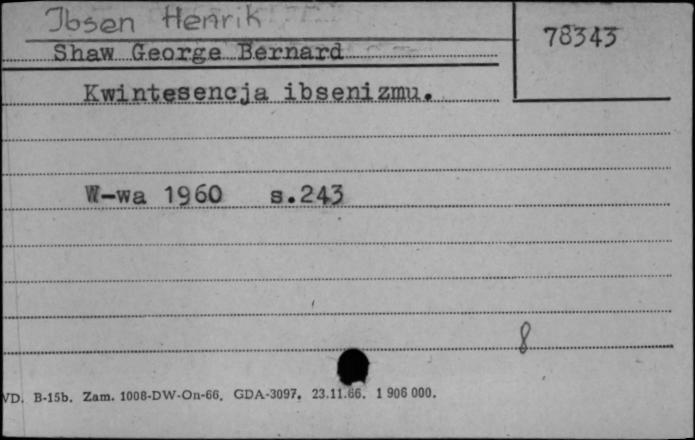 Ibsen Henrik
78343
Shaw George Bernard
Kwintesencja ibsenizmu.
W-wa 1960 s.243
8
VD. B-15b. Zam. 1008-DW-On-66. GDA-3097. 23.11.66. 1 906 000.